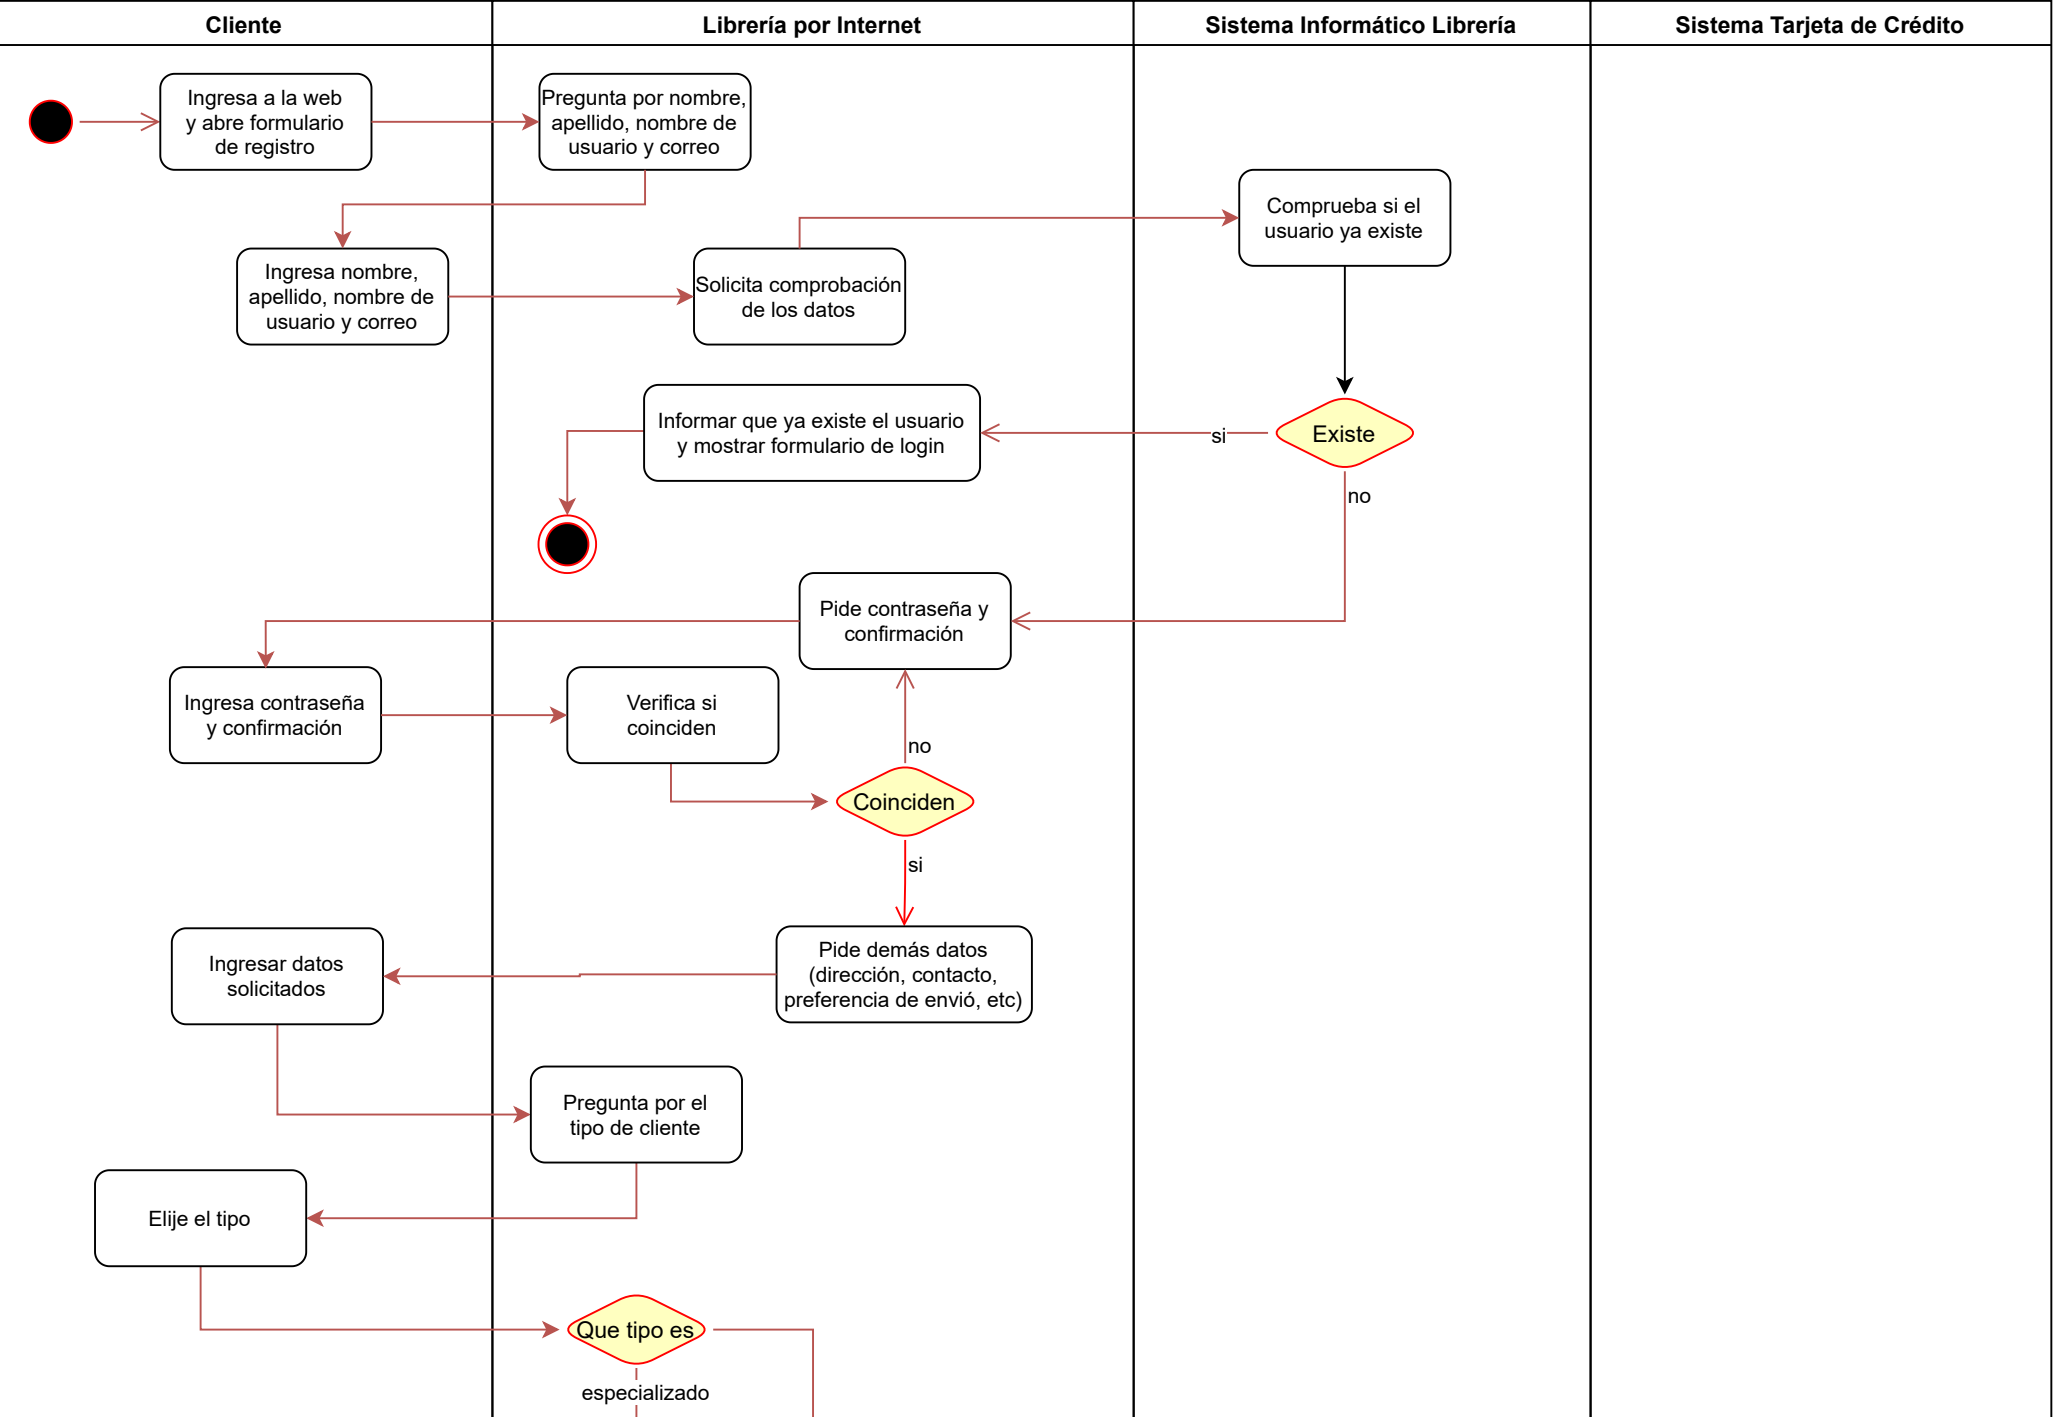 Cliente
Librería por Internet
Sistema Informático Librería
Sistema Tarjeta de Crédito
Ingresa a la web
y abre formulario
de registro
Pregunta por nombre,
apellido, nombre de
usuario y correo
Comprueba si el
usuario ya existe
Ingresa nombre,
apellido, nombre de
usuario y correo
Solicita comprobación
de los datos
Informar que ya existe el usuario
y mostrar formulario de login
si
Existe
no
Pide contraseña y
confirmación
Ingresa contraseña
y confirmación
Verifica si
coinciden
no
Coinciden
si
Pide demás datos
(dirección, contacto,
preferencia de envió, etc)
Ingresar datos
solicitados
Pregunta por el
tipo de cliente
Elije el tipo
Que tipo es
especializado